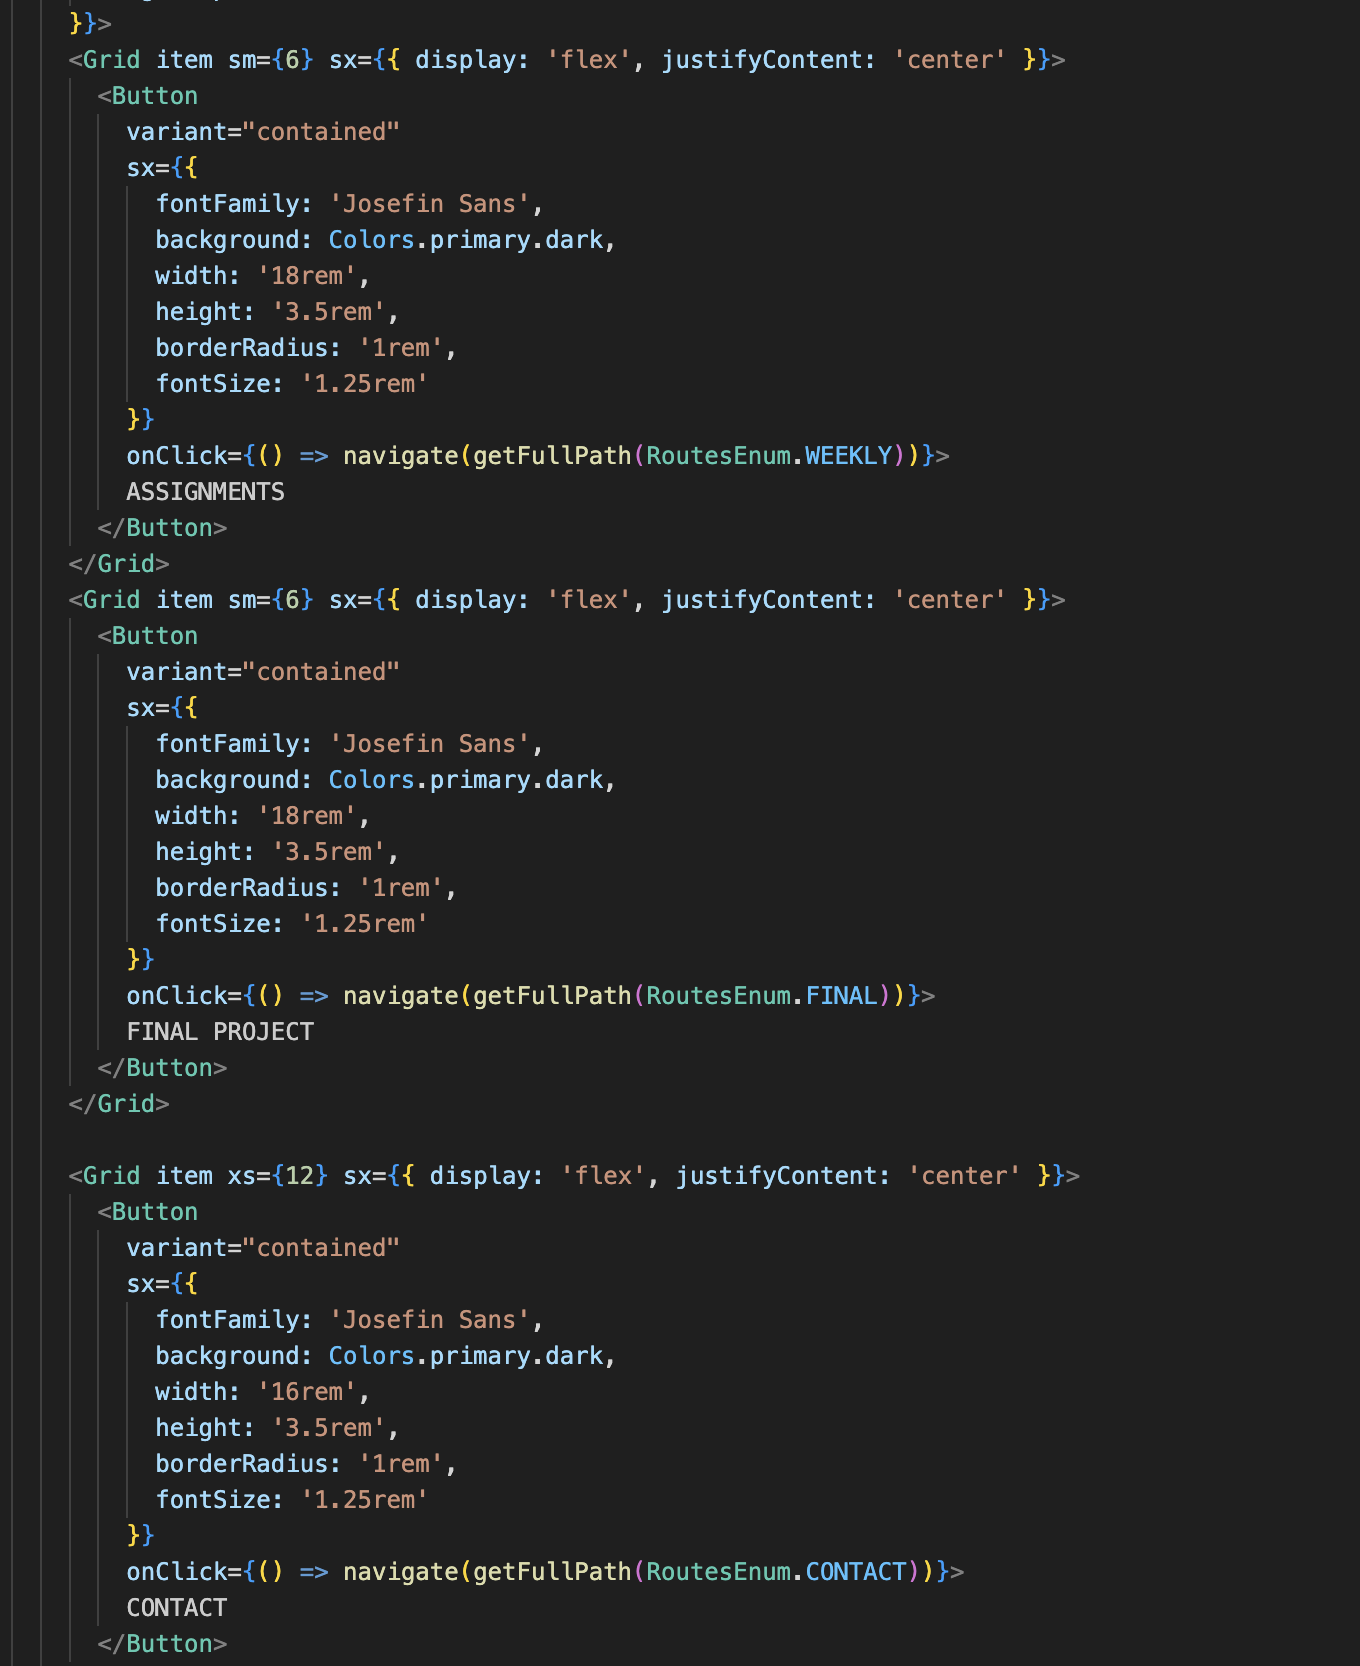 }}>
<Grid item sm={6} sx={{ display: 'flex', justifyContent: 'center' }}>
<Button
variant="contained"
sx={{
fontFamily: 'Josefin Sans',
background: Colors.primary.dark,
width: '18rem',
height: '3.5rem',
borderRadius: '1rem',
fontSize: '1.25rem'
}}
onClick={() => navigate(getFullPath(RoutesEnum.WEEKLY))}>
ASSIGNMENTS
</Button>
</Grid>
<Grid item sm={6} sx={{ display: 'flex', justifyContent: 'center' }}>
<Button
variant="contained"
sx={{
fontFamily: 'Josefin Sans',
background: Colors.primary.dark,
width: '18rem',
height: '3.5rem',
borderRadius: '1rem',
fontSize: '1.25rem'
}}
onClick={() => navigate(getFullPath(RoutesEnum.FINAL))}>
FINAL PROJECT
</Button>
</Grid>
<Grid item xs={12} sx={{ display: 'flex', justifyContent: 'center' }}>
<Button
variant="contained"
sx={{
fontFamily: 'Josefin Sans',
background: Colors.primary.dark,
width: '16rem',
height: '3.5rem',
borderRadius: '1rem',
fontSize: '1.25rem'
}}
onClick={() => navigate(getFullPath(RoutesEnum.CONTACT))}>
CONTACT
</Button>